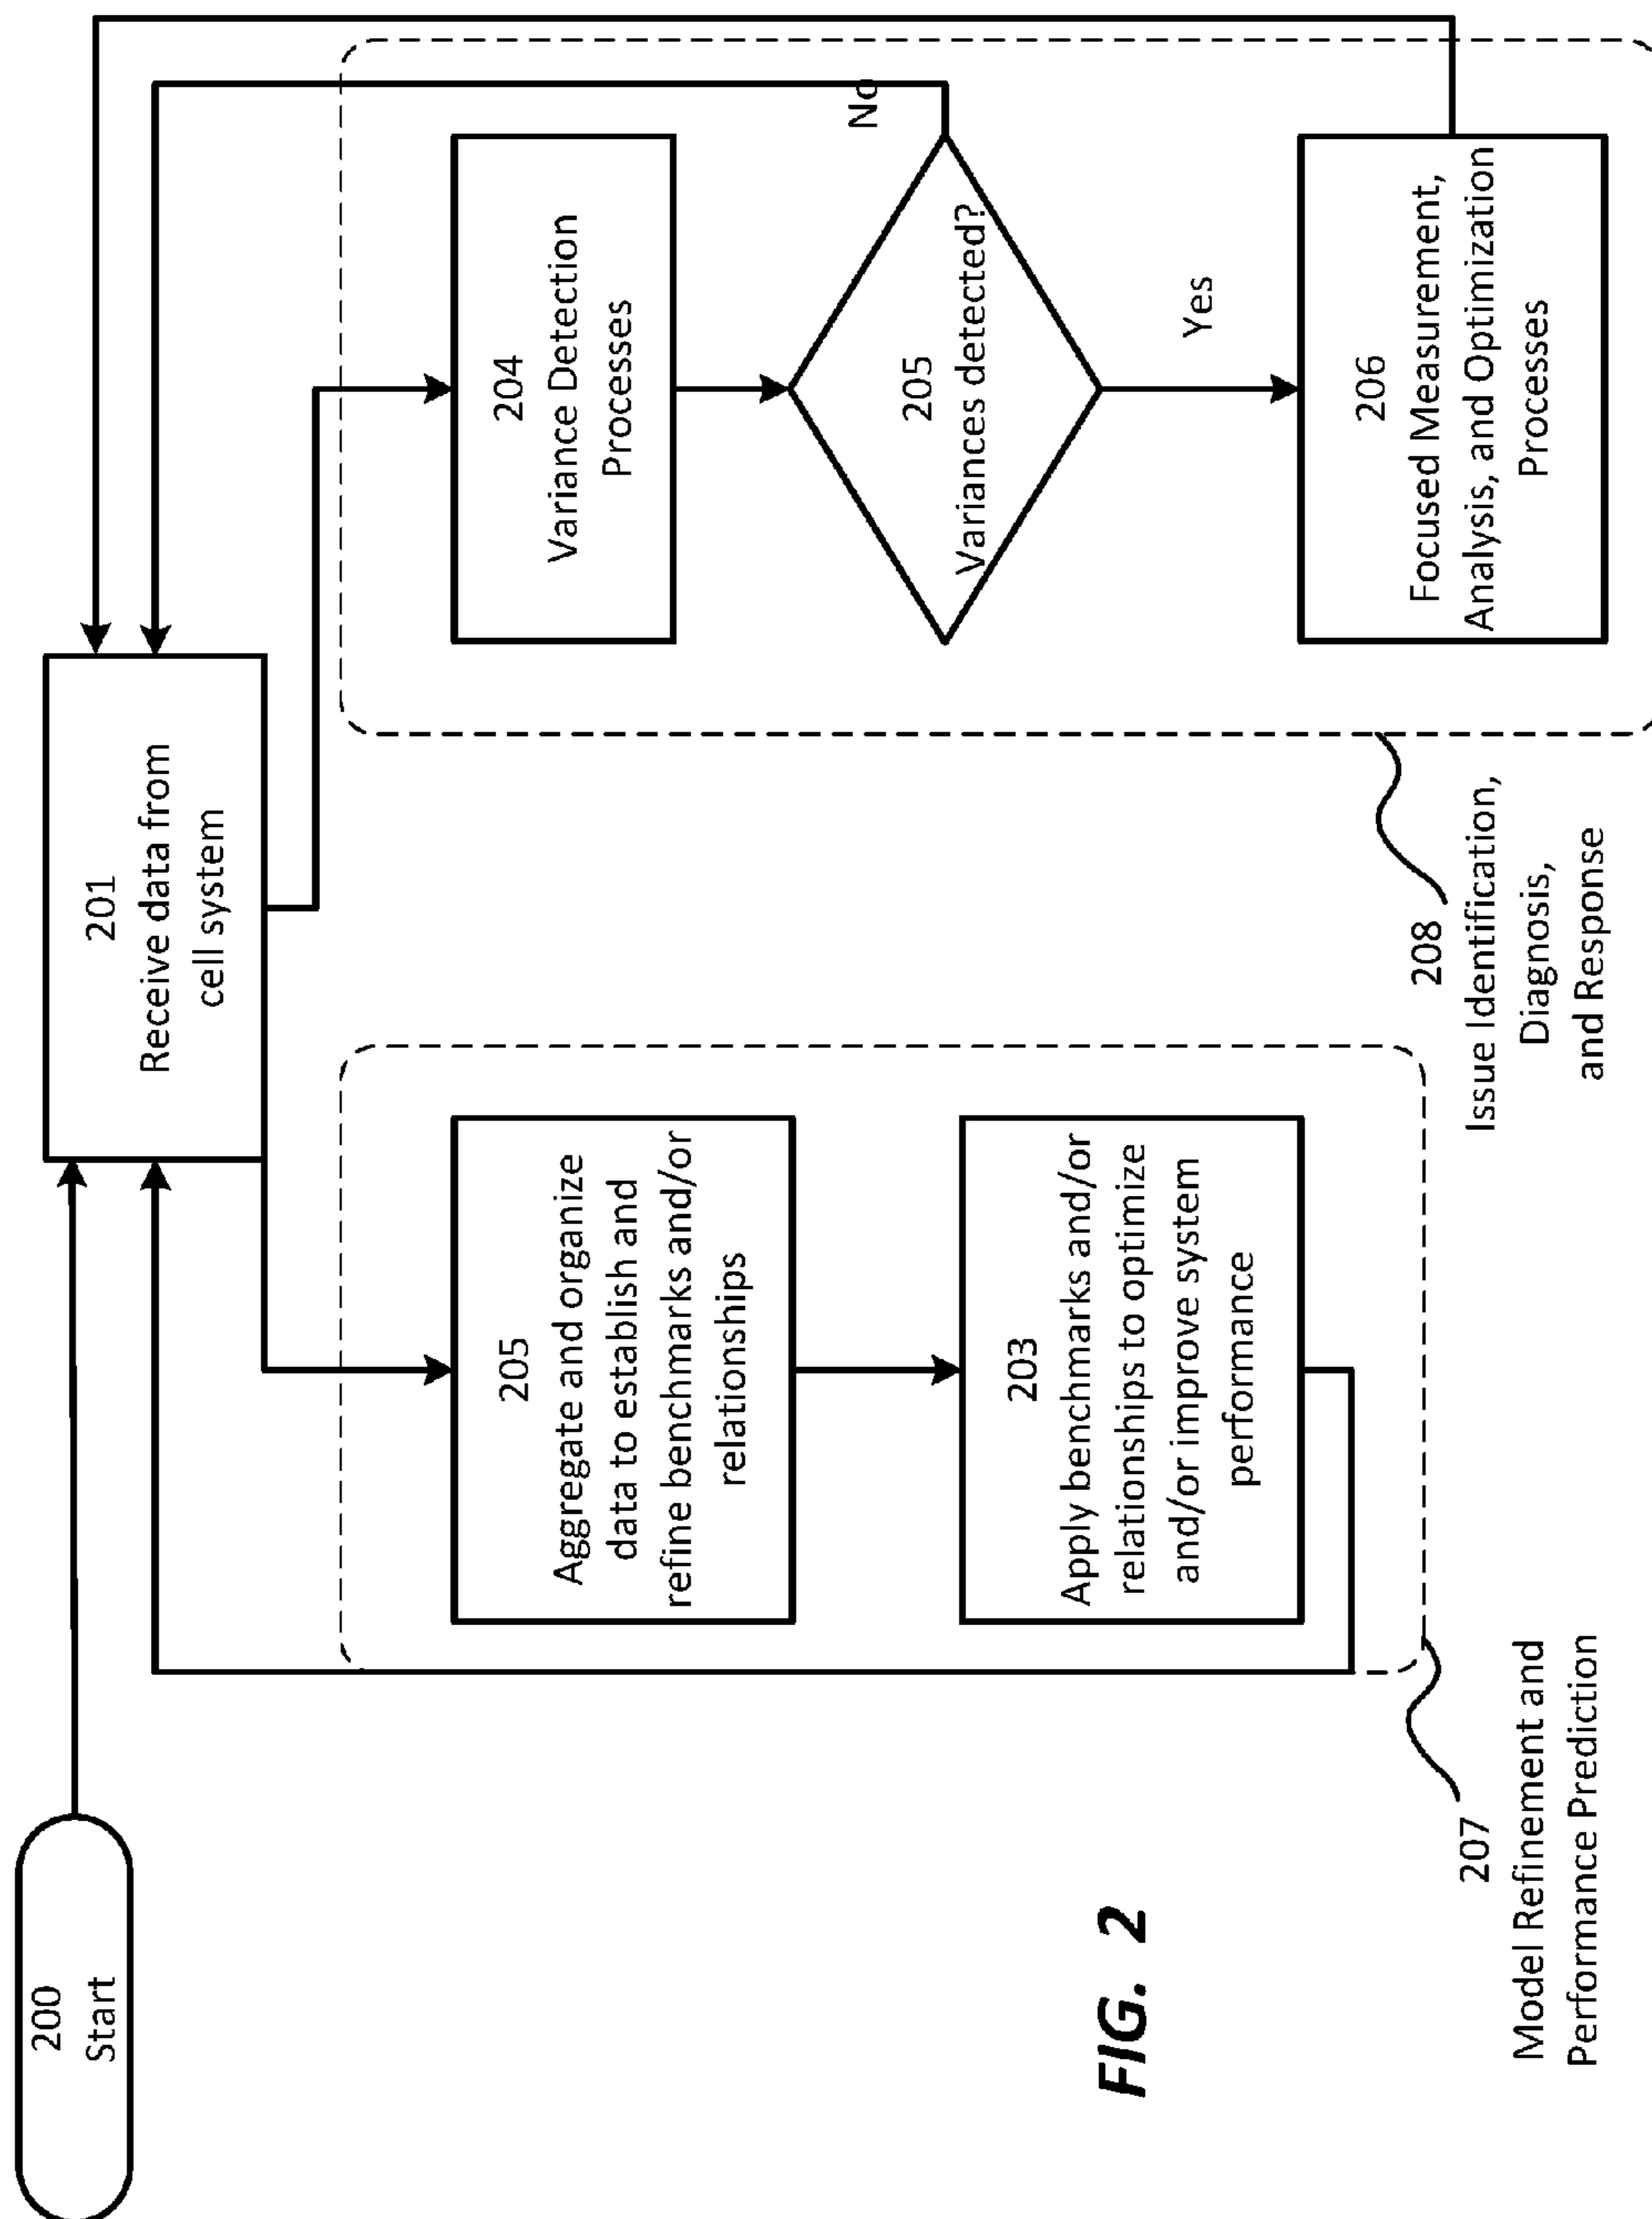 200
Start
201
Receive data from
cell system
205
Aggregate and organize
data to establish and
refine benchmarks and/or
relationships
203
Apply benchmarks and/or
relationships to optimize
and/or improve system
performance
207
Model Refinement and
Performance Prediction
204
Variance Detection
Processes
205
Variances detected?
No
Yes
206
Focused Measurement,
Analysis, and Optimization
Processes
208
Issue Identification,
Diagnosis,
and Response
FIG. 2